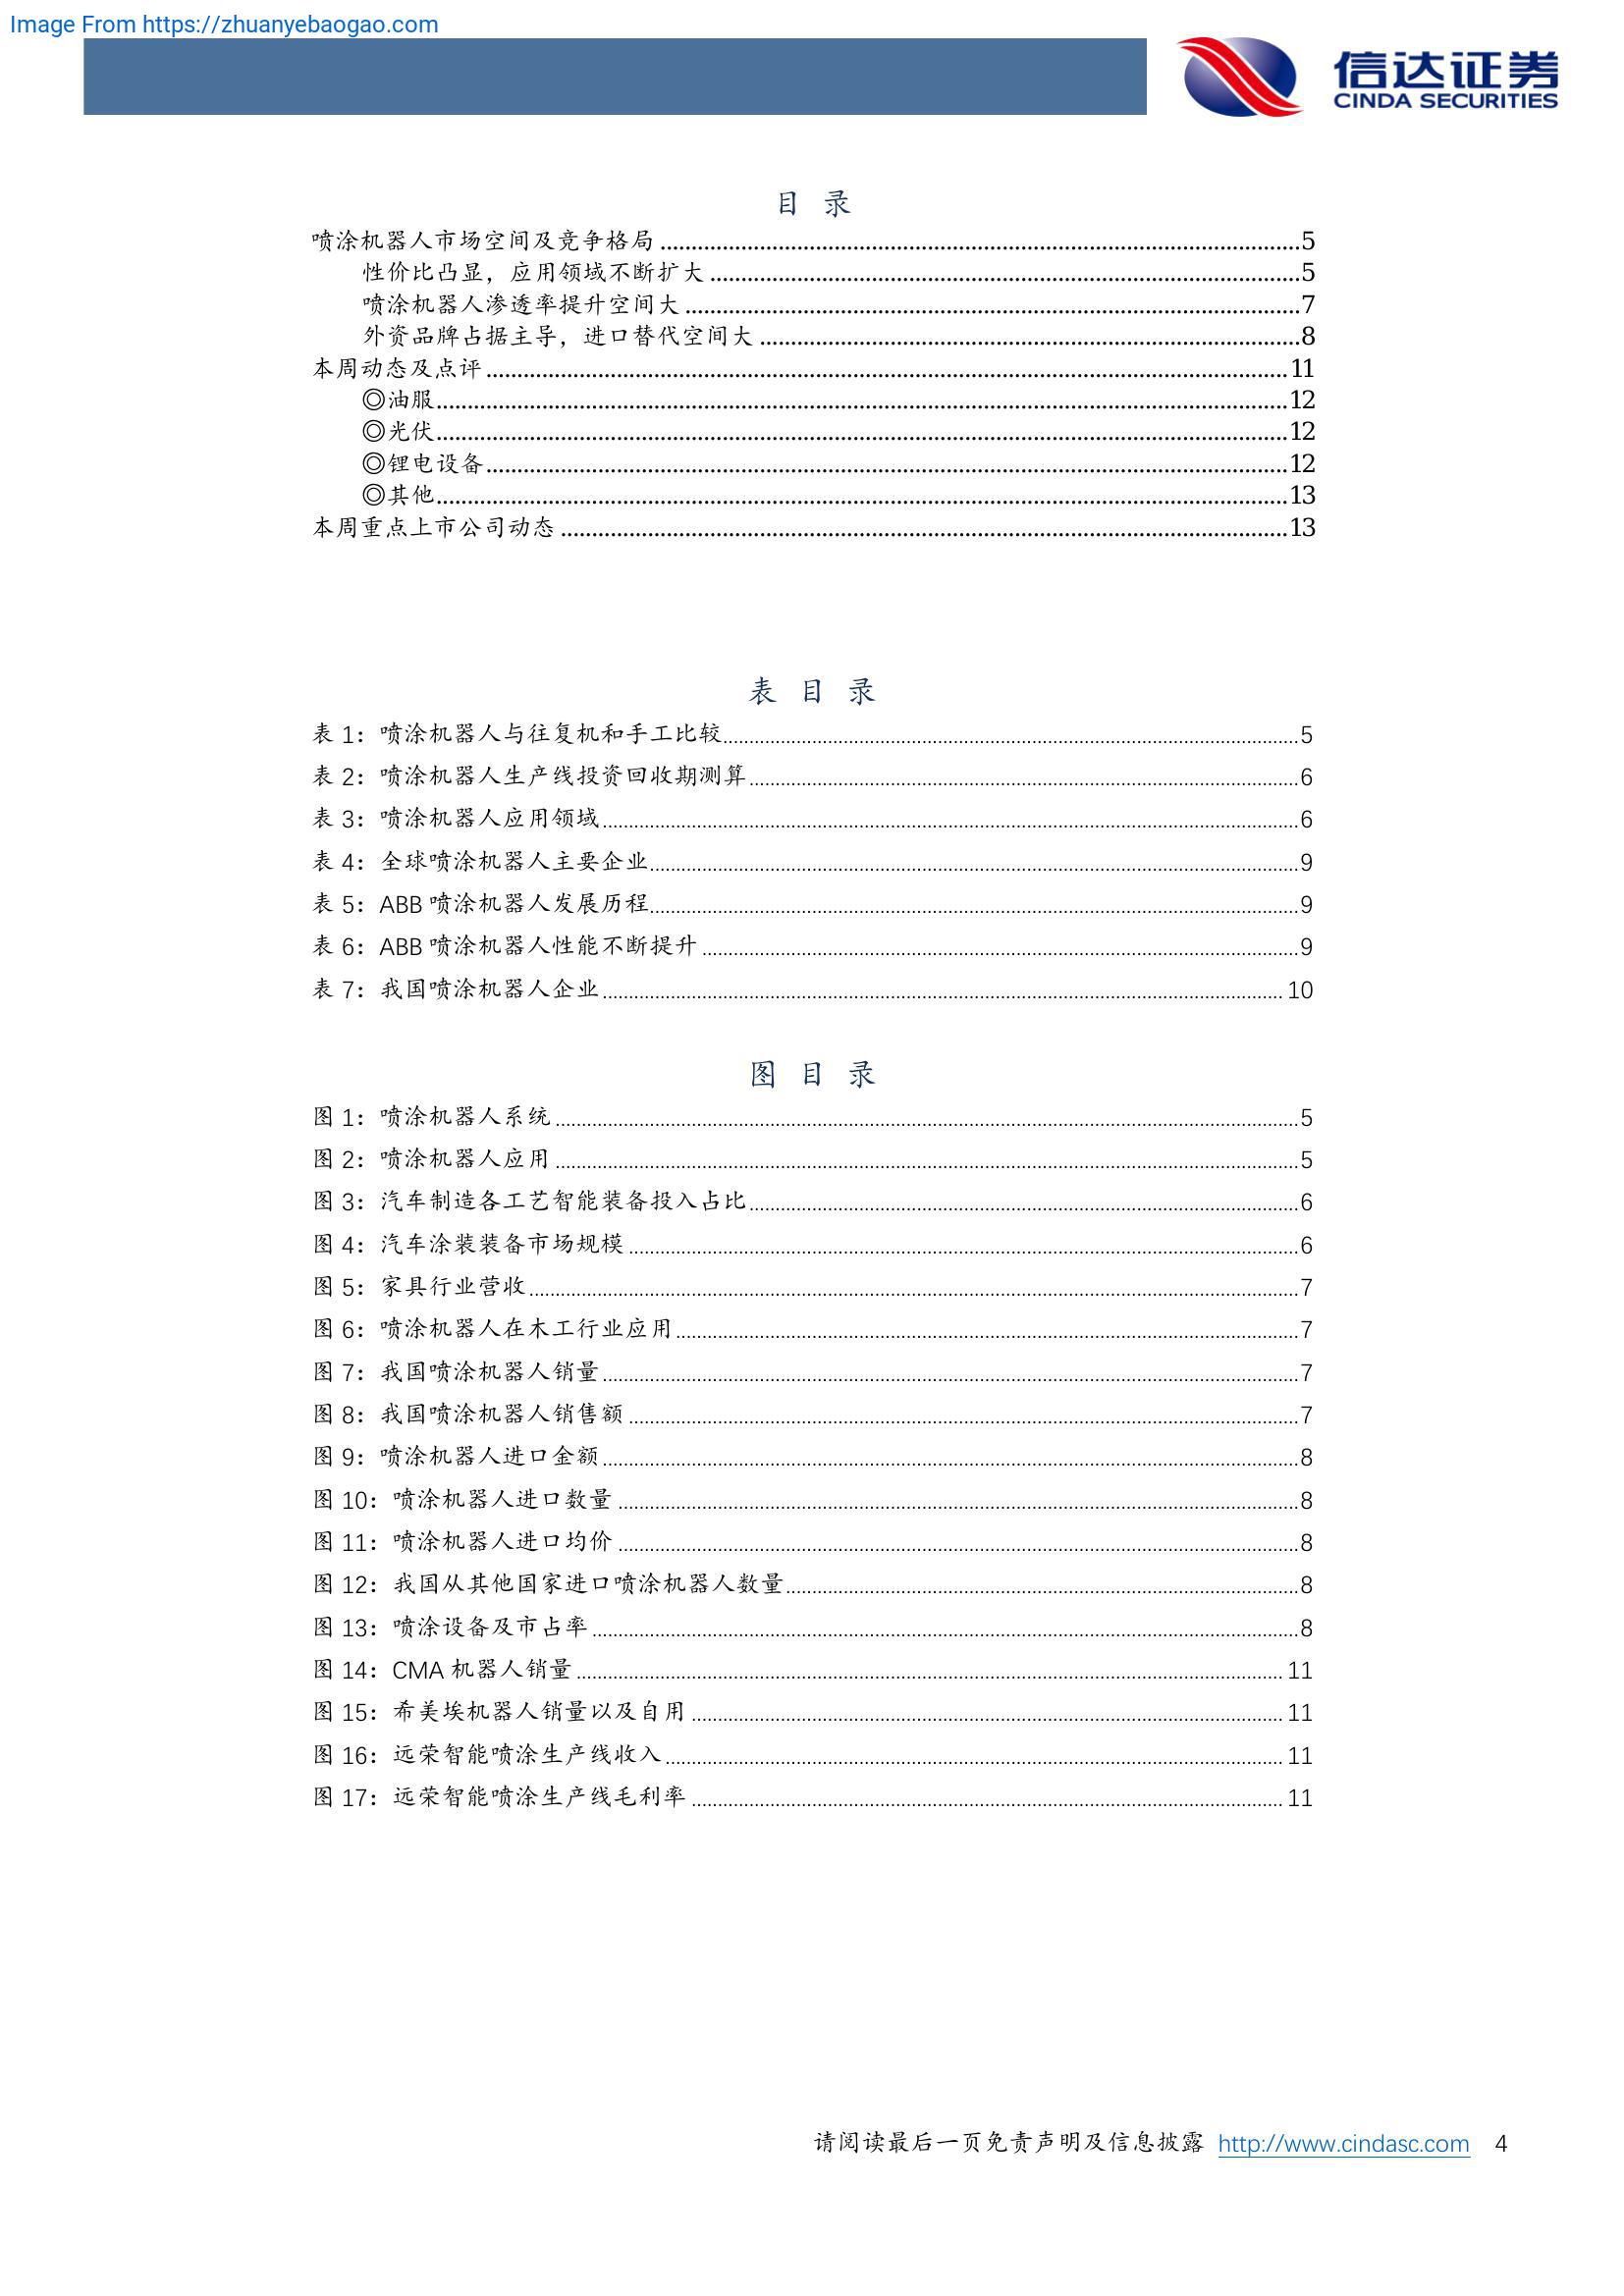 Image From https://zhuanyebaogao.com
信达证券
CINDA SECURITIES
目 录
喷涂机器人市场空间及竞争格局 ........ 5
性价比凸显，应用领域不断扩大 ........ 5
喷涂机器人渗透率提升空间大 ........ 7
外资品牌占据主导，进口替代空间大 ........ 8
本周动态及点评 ........ 11
◎油服 ........ 12
◎光伏 ........ 12
◎锂电设备 ........ 12
◎其他 ........ 13
本周重点上市公司动态 ........ 13
表 目 录
表 1：喷涂机器人与往复机和手工比较 ........ 5
表 2：喷涂机器人生产线投资回收期测算 ........ 6
表 3：喷涂机器人应用领域 ........ 6
表 4：全球喷涂机器人主要企业 ........ 9
表 5：ABB 喷涂机器人发展历程 ........ 9
表 6：ABB 喷涂机器人性能不断提升 ........ 9
表 7：我国喷涂机器人企业 ........ 10
图 目 录
图 1：喷涂机器人系统 ........ 5
图 2：喷涂机器人应用 ........ 5
图 3：汽车制造各工艺智能装备投入占比 ........ 6
图 4：汽车涂装装备市场规模 ........ 6
图 5：家具行业营收 ........ 7
图 6：喷涂机器人在木工行业应用 ........ 7
图 7：我国喷涂机器人销量 ........ 7
图 8：我国喷涂机器人销售额 ........ 7
图 9：喷涂机器人进口金额 ........ 8
图 10：喷涂机器人进口数量 ........ 8
图 11：喷涂机器人进口均价 ........ 8
图 12：我国从其他国家进口喷涂机器人数量 ........ 8
图 13：喷涂设备及市占率 ........ 8
图 14：CMA 机器人销量 ........ 11
图 15：希美埃机器人销量以及自用 ........ 11
图 16：远荣智能喷涂生产线收入 ........ 11
图 17：远荣智能喷涂生产线毛利率 ........ 11
请阅读最后一页免责声明及信息披露 http://www.cindasc.com 4